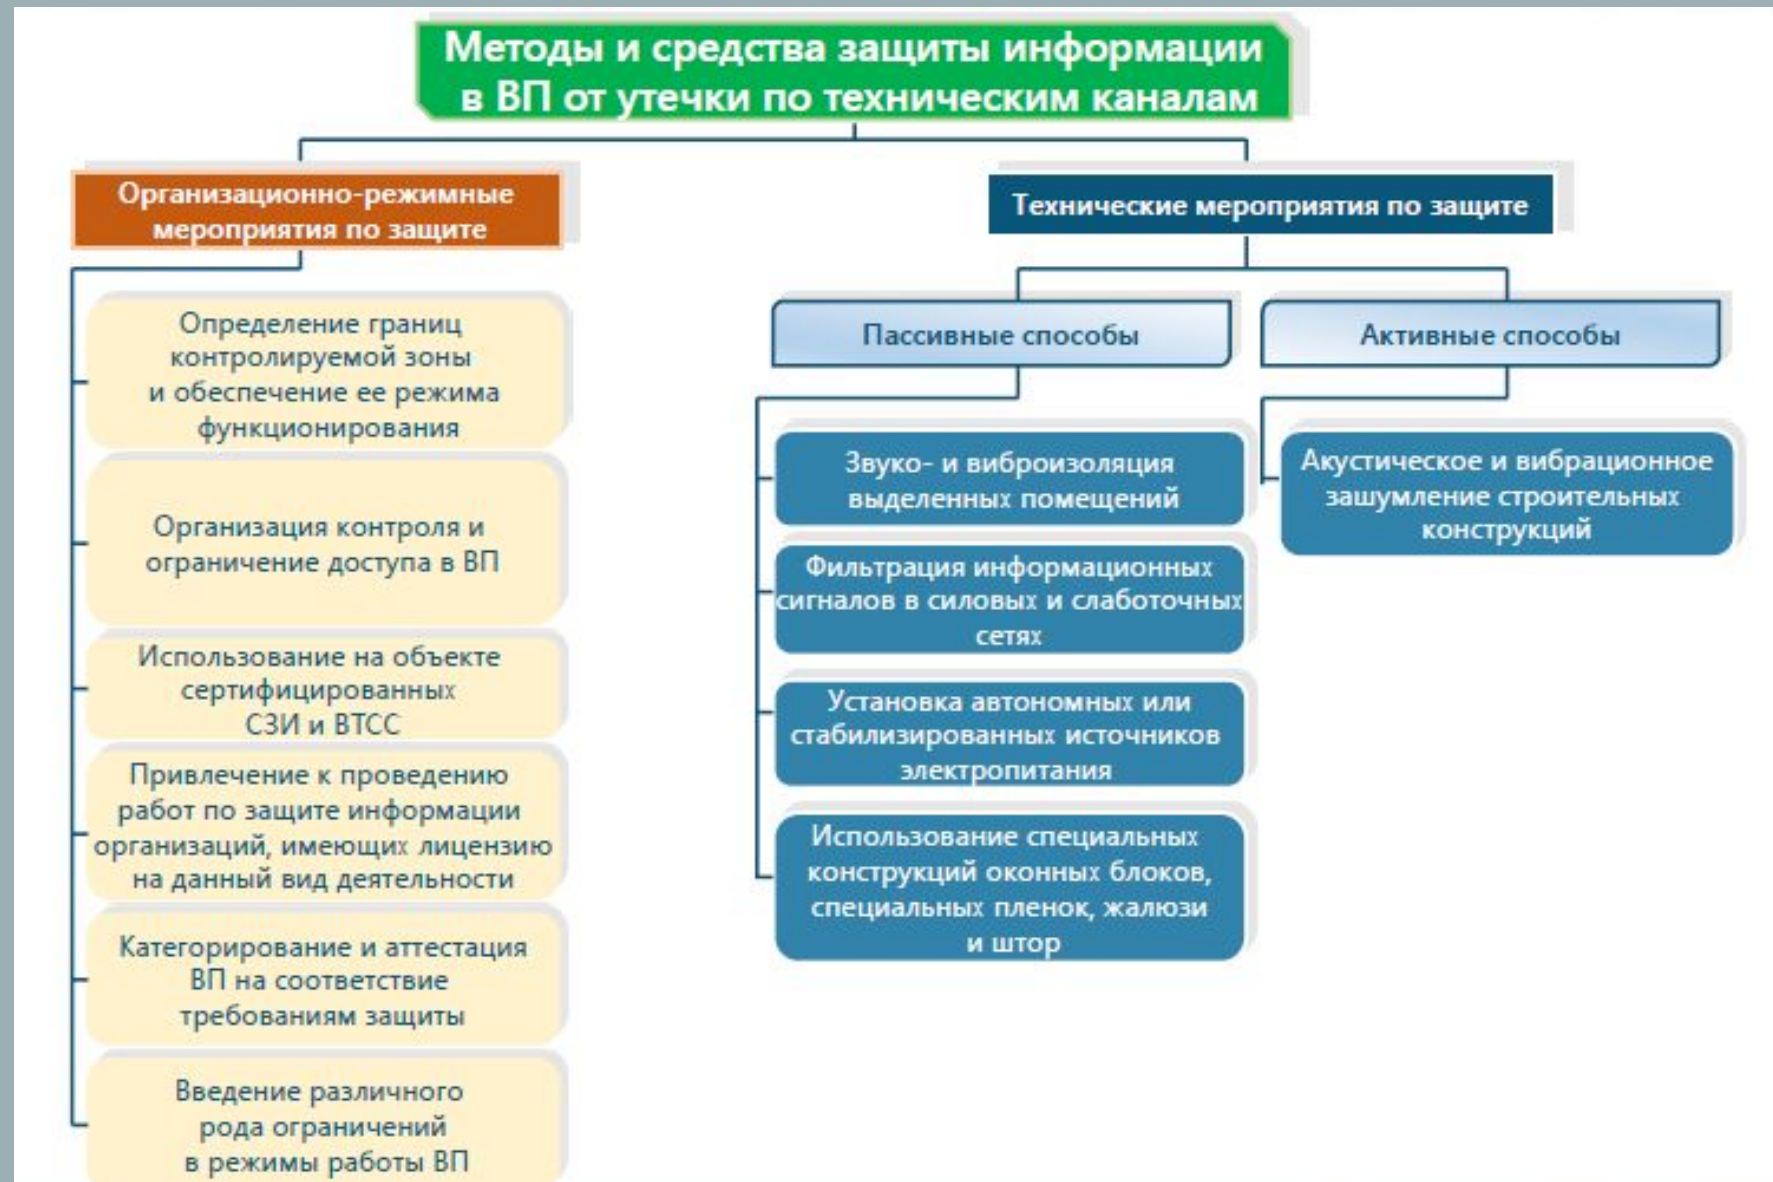 Методы и средства защиты информации
в ВП от утечки по техническим каналам
Организационно-режимные
мероприятия по защите
Определение границ
контролируемой зоны
и обеспечение ее режима
функционирования
Организация контроля и
ограничение доступа в ВП
Использование на объекте
сертифицированных
СЗИ и ВТСС
Привлечение к проведению
работ по защите информации
организаций, имеющих лицензию
на данный вид деятельности
Категорирование и аттестация
ВП на соответствие
требованиям защиты
Введение различного
рода ограничений
в режимы работы ВП
Технические мероприятия по защите
Пассивные способы
Звуко- и виброизоляция
выделенных помещений
Фильтрация информационных
сигналов в силовых и слаботочных
сетях
Установка автономных или
стабилизированных источников
электропитания
Использование специальных
конструкций оконных блоков,
специальных пленок, жалюзи
и штор
Активные способы
Акустическое и вибрационное
зашумление строительных
конструкций